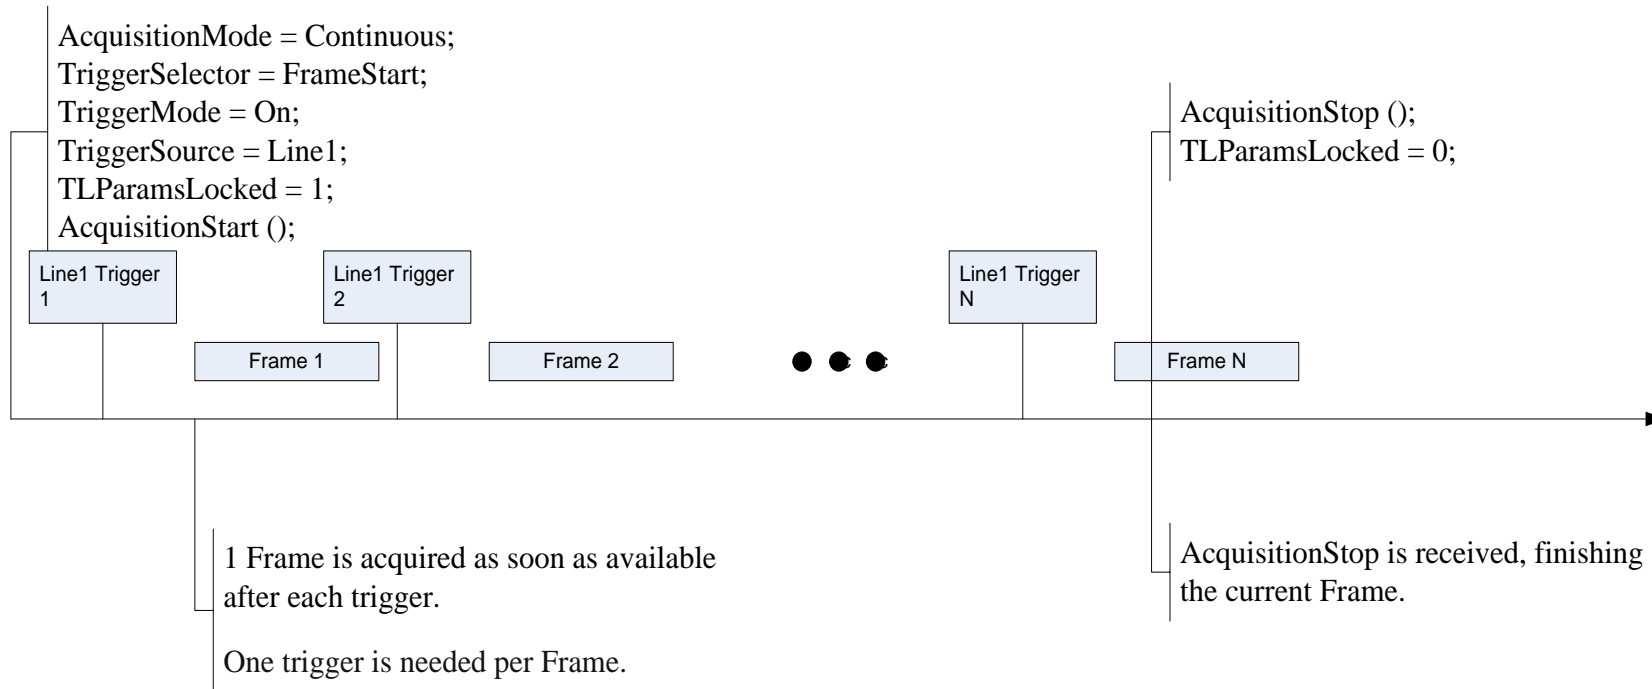 AcquisitionMode = Continuous;
TriggerSelector = FrameStart;
TriggerMode = On;
TriggerSource = Line1;
TLParamsLocked = 1;
AcquisitionStart ();
AcquisitionStop ();
TLParamsLocked = 0;
Line1 Trigger
1
Line1 Trigger
2
Line1 Trigger
N
Frame 1
Frame 2
Frame N
1 Frame is acquired as soon as available
after each trigger.
One trigger is needed per Frame.
AcquisitionStop is received, finishing
the current Frame.